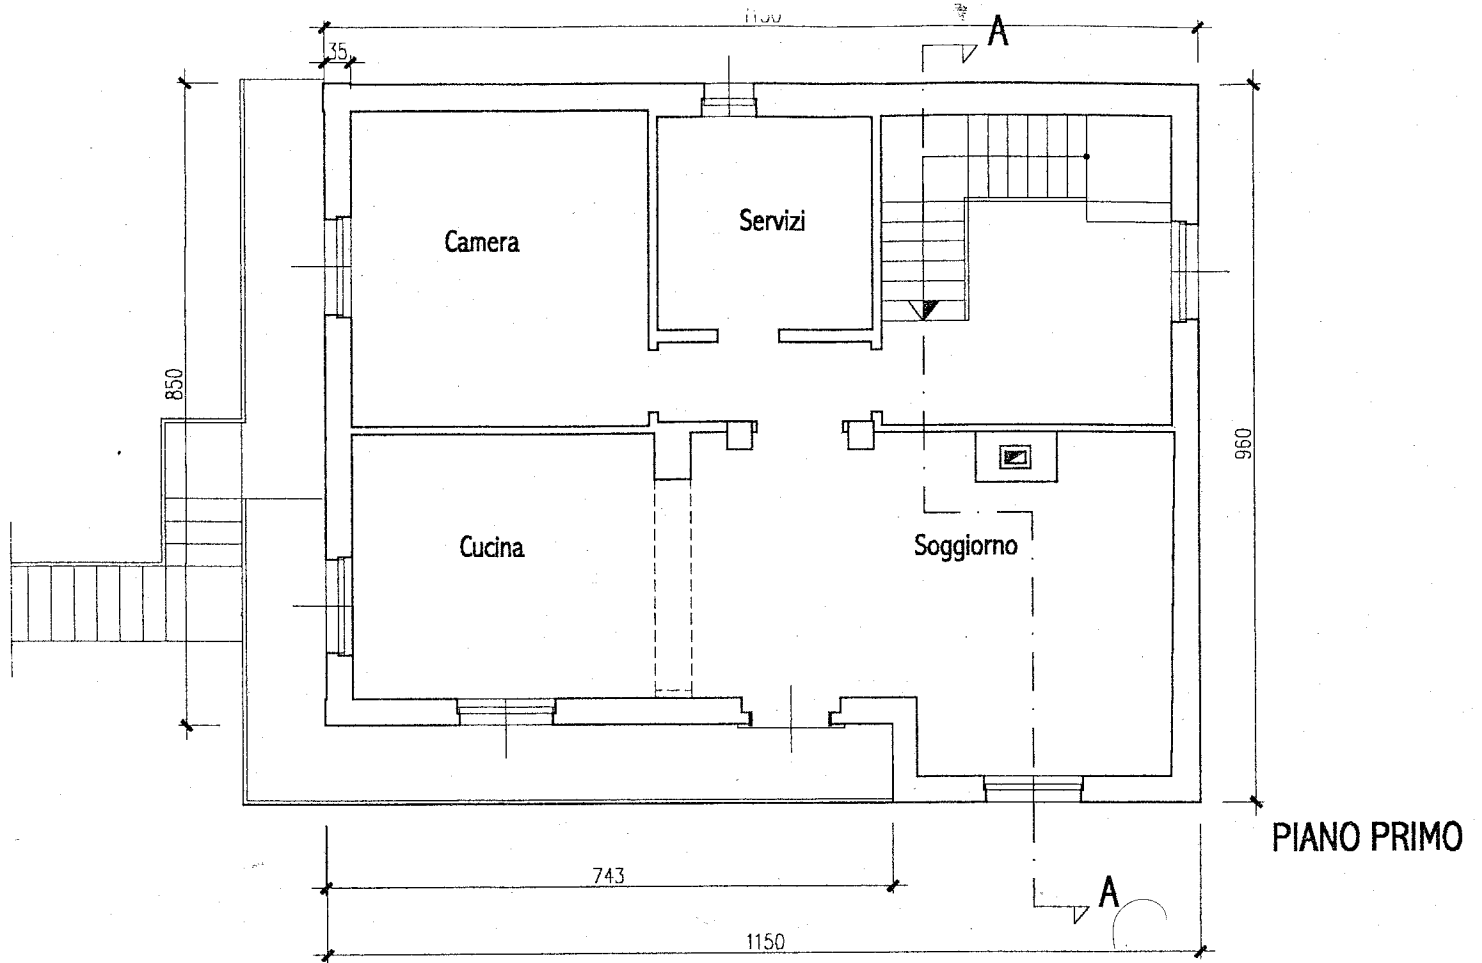 A
35
Camera
Servizi
850
960
Cucina
Soggiorno
PIANO PRIMO
743
A
1150